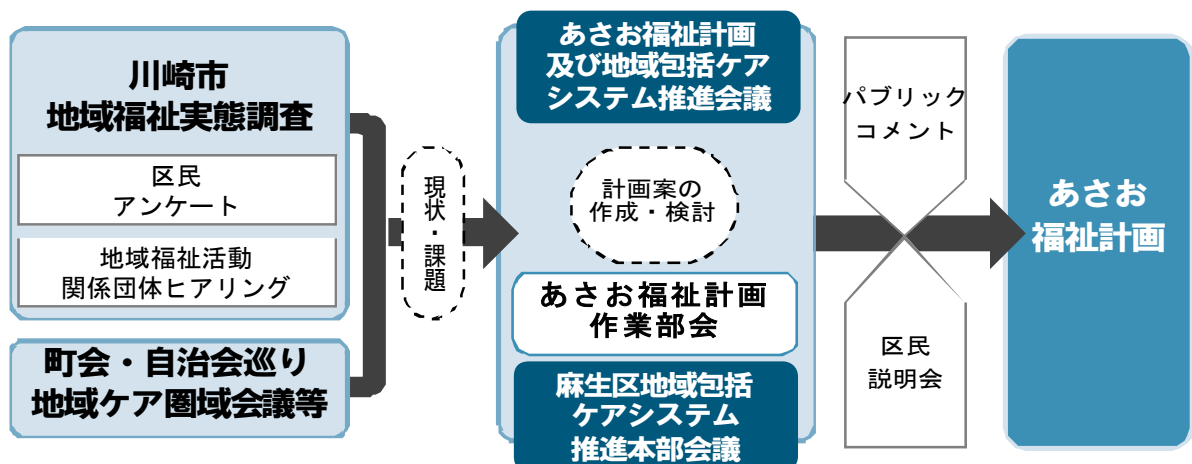 川崎市
地域福祉実態調査
区民
アンケート
地域福祉活動
関係団体ヒアリング
町会・自治会巡り
地域ケア圏域会議等
現状・課題
あさお福祉計画
及び地域包括ケア
システム推進会議
計画案の
作成・検討
あさお福祉計画
作業部会
麻生区地域包括
ケアシステム
推進本部会議
パブリック
コメント
区民
説明会
あさお
福祉計画